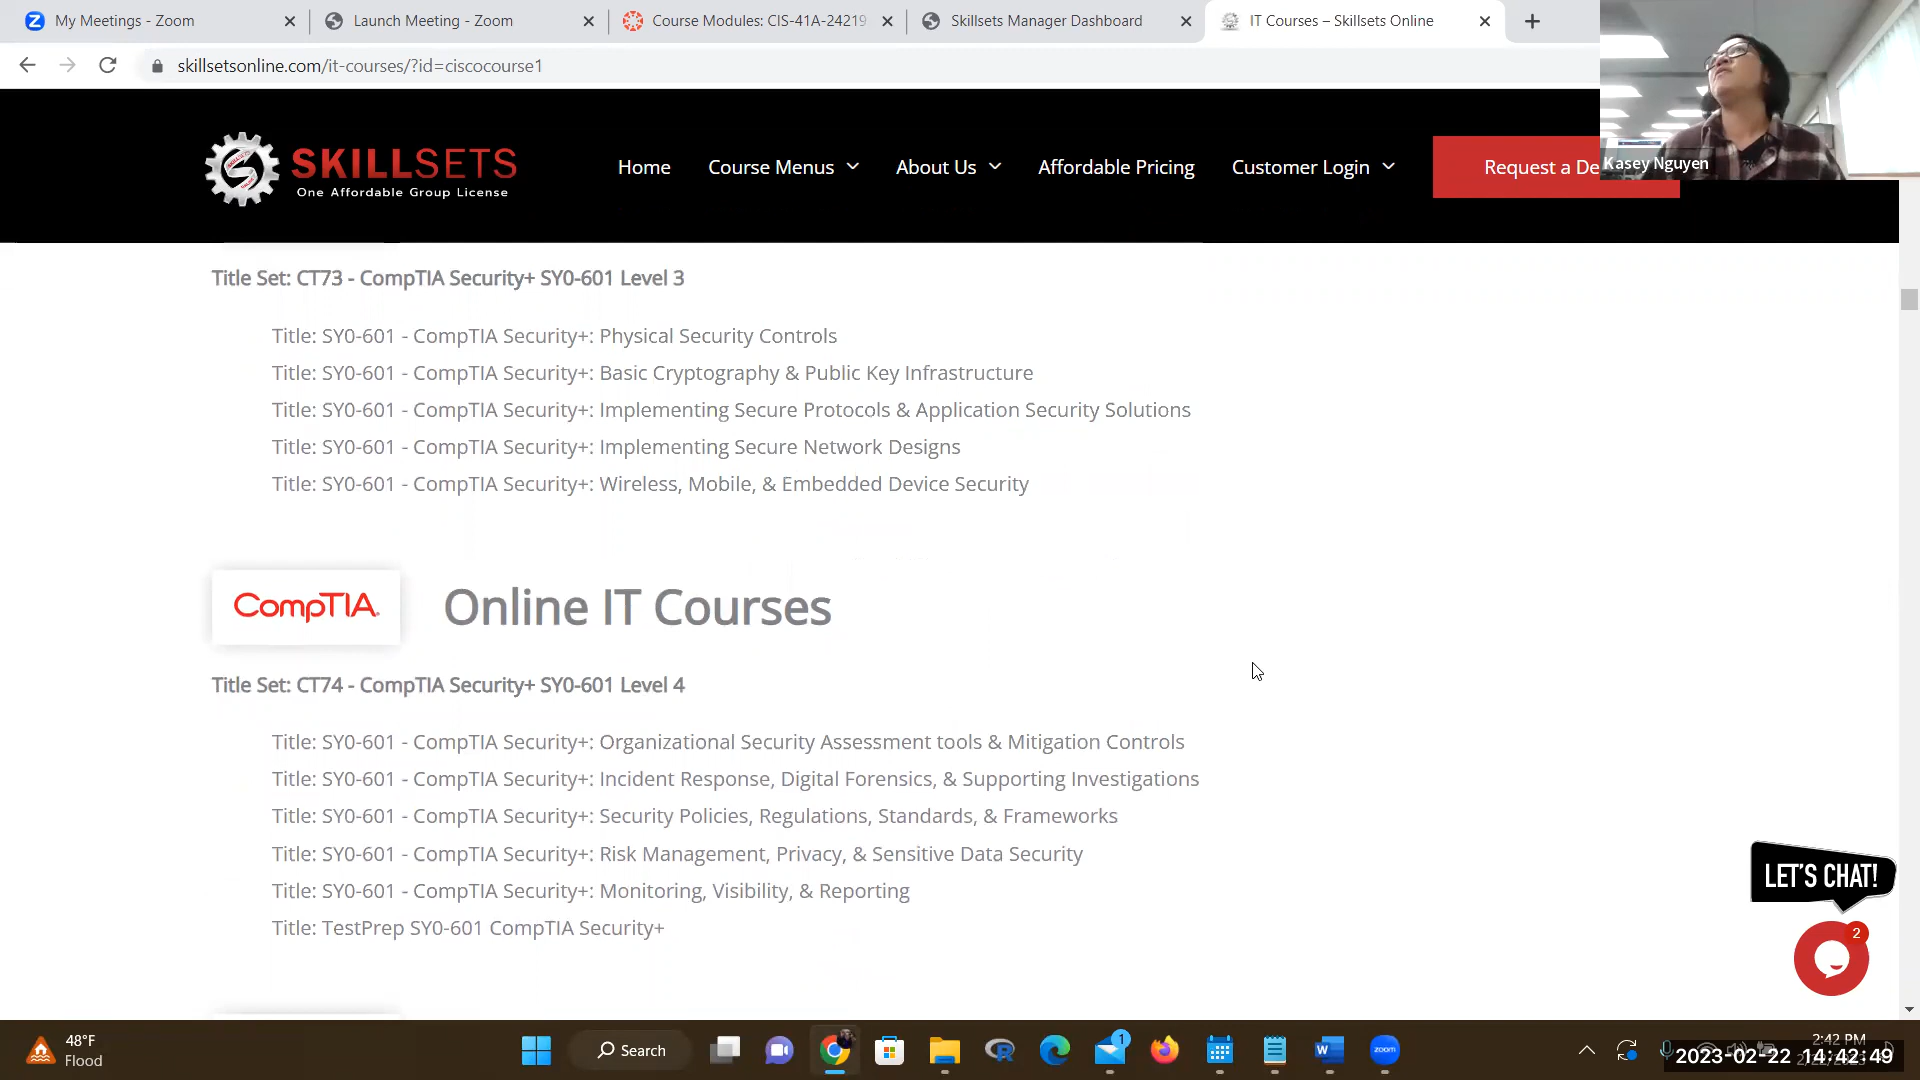 My Meetings - Zoom
Launch Meeting - Zoom
Course Modules: CIS-41A-24219
Skillsets Manager Dashboard
IT Courses – Skillsets Online
skillsetsonline.com/it-courses/?id=ciscocourse1
SKILLSETS
One Affordable Group License
Home
Course Menus
About Us
Affordable Pricing
Customer Login
Request a De
Kasey Nguyen
Title Set: CT73 - CompTIA Security+ SY0-601 Level 3
Title: SY0-601 - CompTIA Security+: Physical Security Controls
Title: SY0-601 - CompTIA Security+: Basic Cryptography & Public Key Infrastructure
Title: SY0-601 - CompTIA Security+: Implementing Secure Protocols & Application Security Solutions
Title: SY0-601 - CompTIA Security+: Implementing Secure Network Designs
Title: SY0-601 - CompTIA Security+: Wireless, Mobile, & Embedded Device Security
CompTIA.
Online IT Courses
Title Set: CT74 - CompTIA Security+ SY0-601 Level 4
Title: SY0-601 - CompTIA Security+: Organizational Security Assessment tools & Mitigation Controls
Title: SY0-601 - CompTIA Security+: Incident Response, Digital Forensics, & Supporting Investigations
Title: SY0-601 - CompTIA Security+: Security Policies, Regulations, Standards, & Frameworks
Title: SY0-601 - CompTIA Security+: Risk Management, Privacy, & Sensitive Data Security
Title: SY0-601 - CompTIA Security+: Monitoring, Visibility, & Reporting
Title: TestPrep SY0-601 CompTIA Security+
LET'S CHAT!
2
48°F
Flood
Search
1
zoom
2:42 PM
2023-02-22 14:42:49